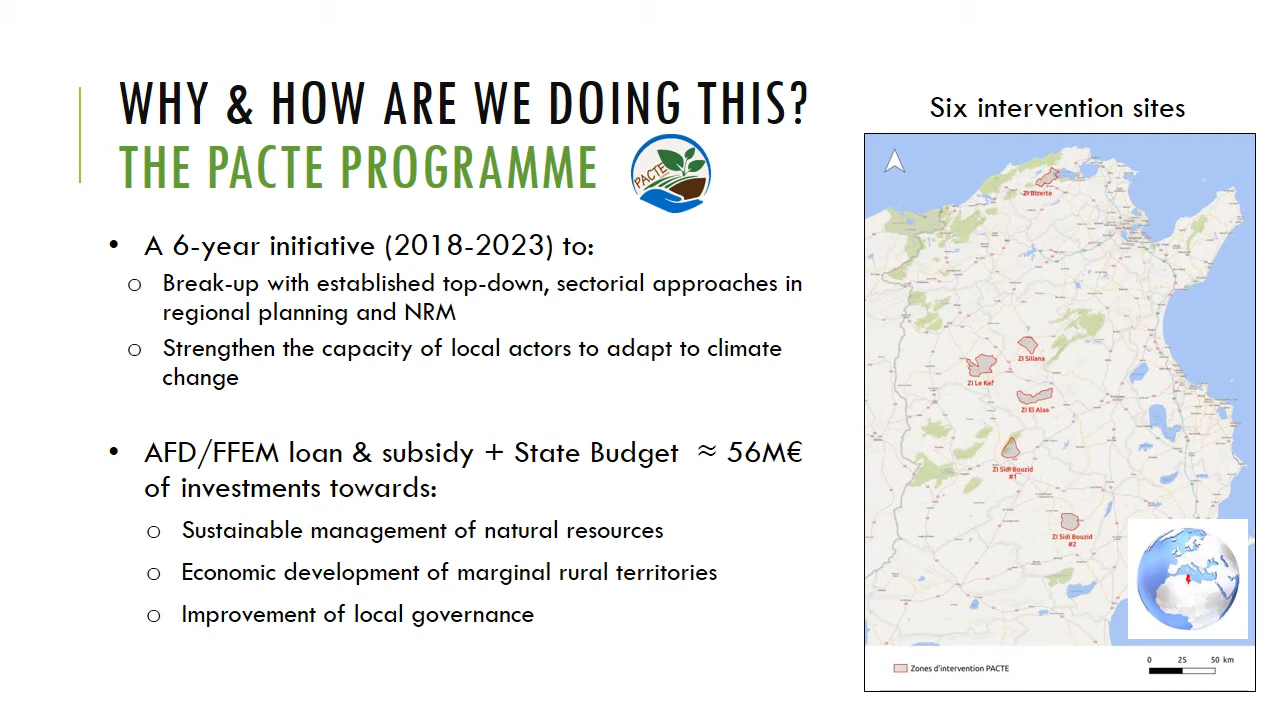 WHY & HOW ARE WE DOING THIS?
THE PACTE PROGRAMME
PACTE
• A 6-year initiative (2018-2023) to:
o Break-up with established top-down, sectorial approaches in
regional planning and NRM
o Strengthen the capacity of local actors to adapt to climate
change
• AFD/FFEM loan & subsidy + State Budget ≈ 56M€
of investments towards:
o Sustainable management of natural resources
o Economic development of marginal rural territories
o Improvement of local governance
Six intervention sites
ZI Bizerte
ZI Siliana
ZI Le Kef
ZI El Alaa
ZI Sidi Bouzid
#1
ZI Sidi Bouzid
#2
Zones d'intervention PACTE
0 25 50 km